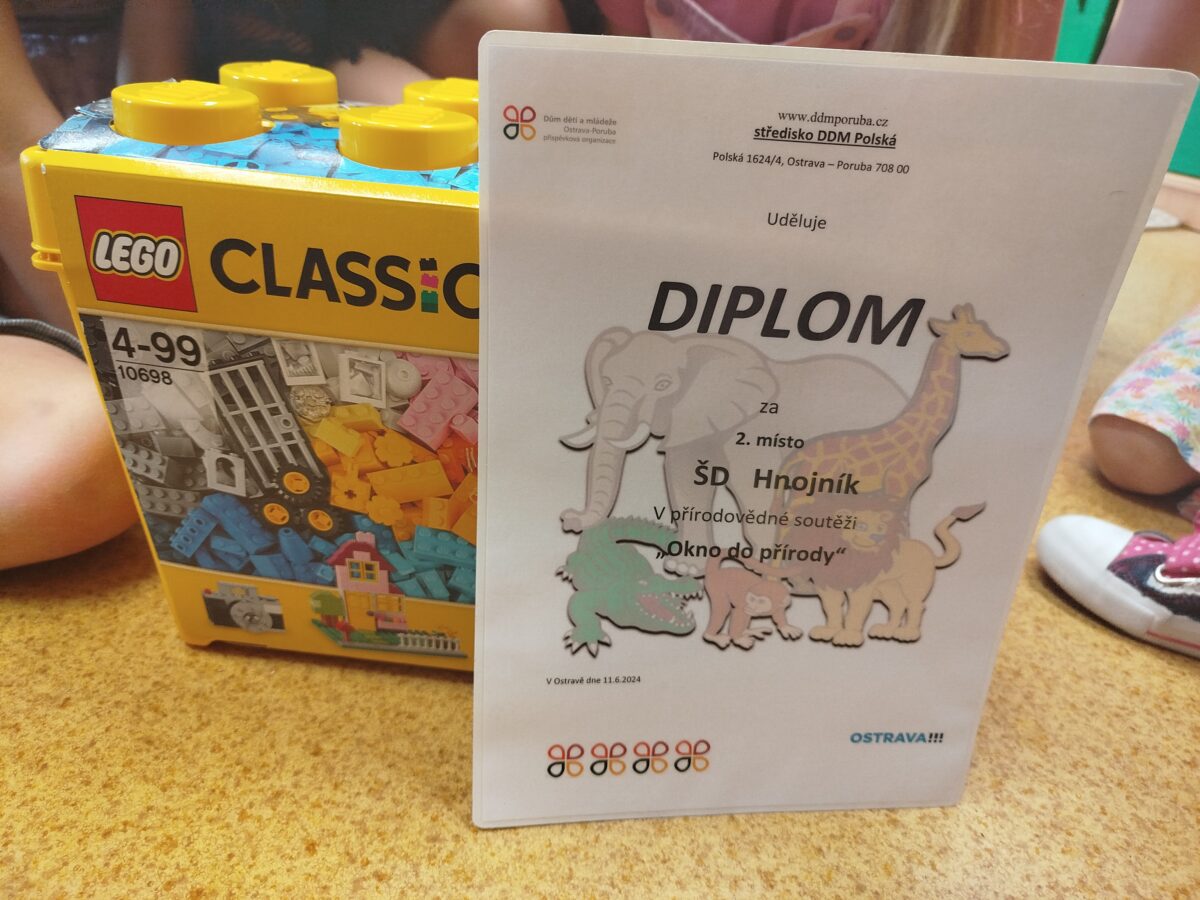 LEGO
CLASSIC
4-99
10698
Dům dětí a mládeže
Ostrava-Poruba
příspěvková organizace
www.ddmporuba.cz
středisko DDM Polská
Polská 1624/4, Ostrava – Poruba 708 00
Uděluje
DIPLOM
za
2. místo
ŠD Hnojník
V přírodovědné soutěži
„Okno do přírody“
V Ostravě dne 11.6.2024
OSTRAVA!!!